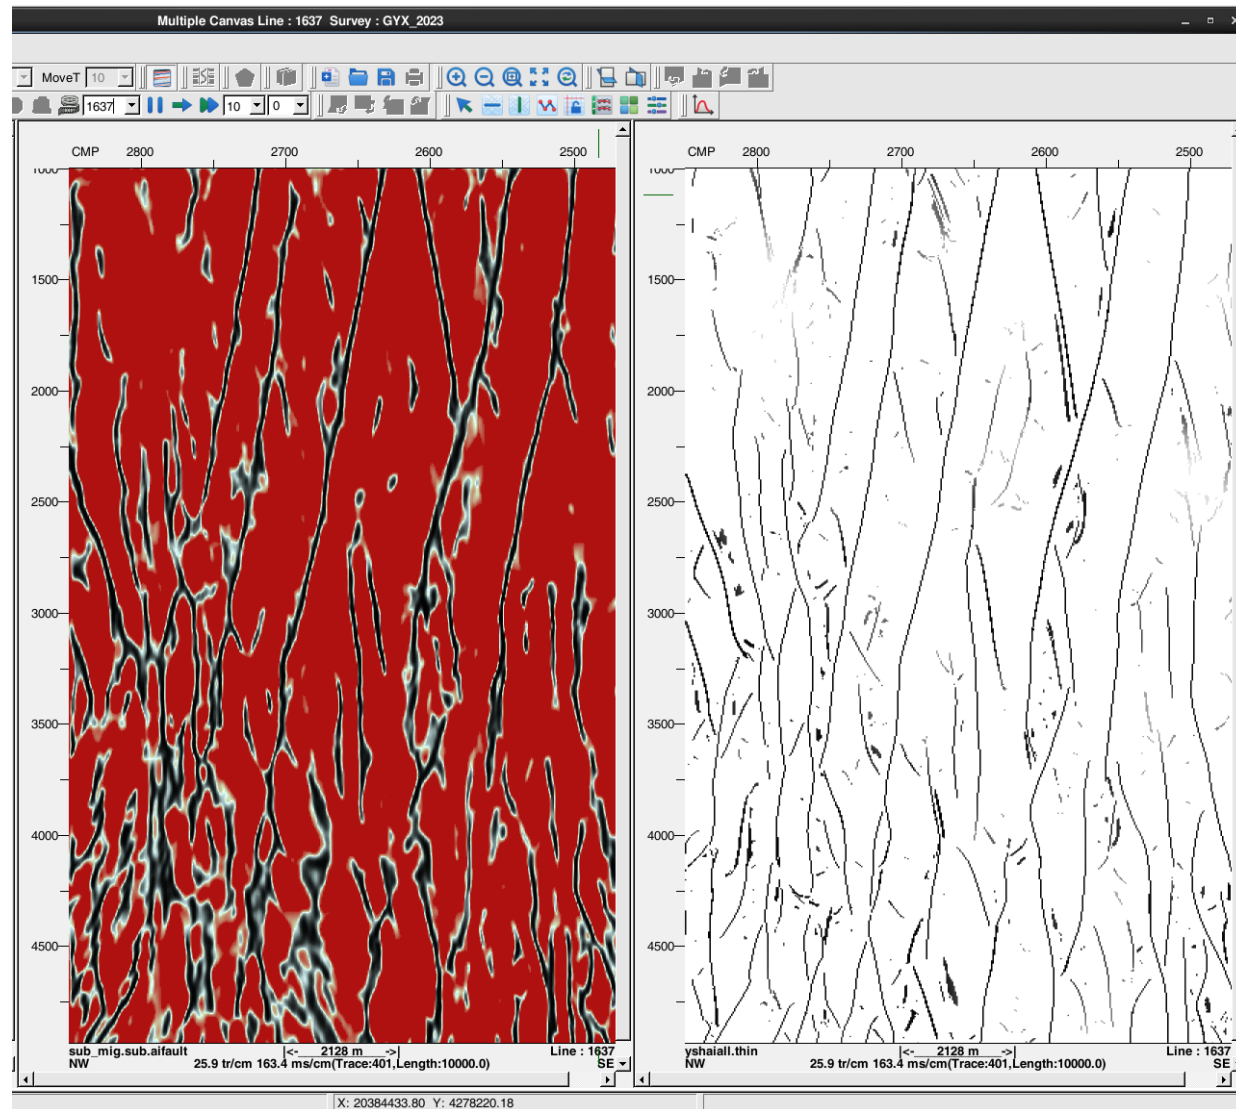 Multiple Canvas Line : 1637 Survey : GYX_2023
MoveT 10
1637 10 0
CMP 2800 2700 2600 2500
1000
1500
2000
2500
3000
3500
4000
4500
sub_mig.sub.aifault |<- 2128 m ->| Line : 1637
NW 25.9 tr/cm 163.4 ms/cm(Trace:401,Length:10000.0) SE
CMP 2800 2700 2600 2500
1000
1500
2000
2500
3000
3500
4000
4500
yshaiall.thin |<- 2128 m ->| Line : 1637
NW 25.9 tr/cm 163.4 ms/cm(Trace:401,Length:10000.0) SE
X: 20384433.80 Y: 4278220.18